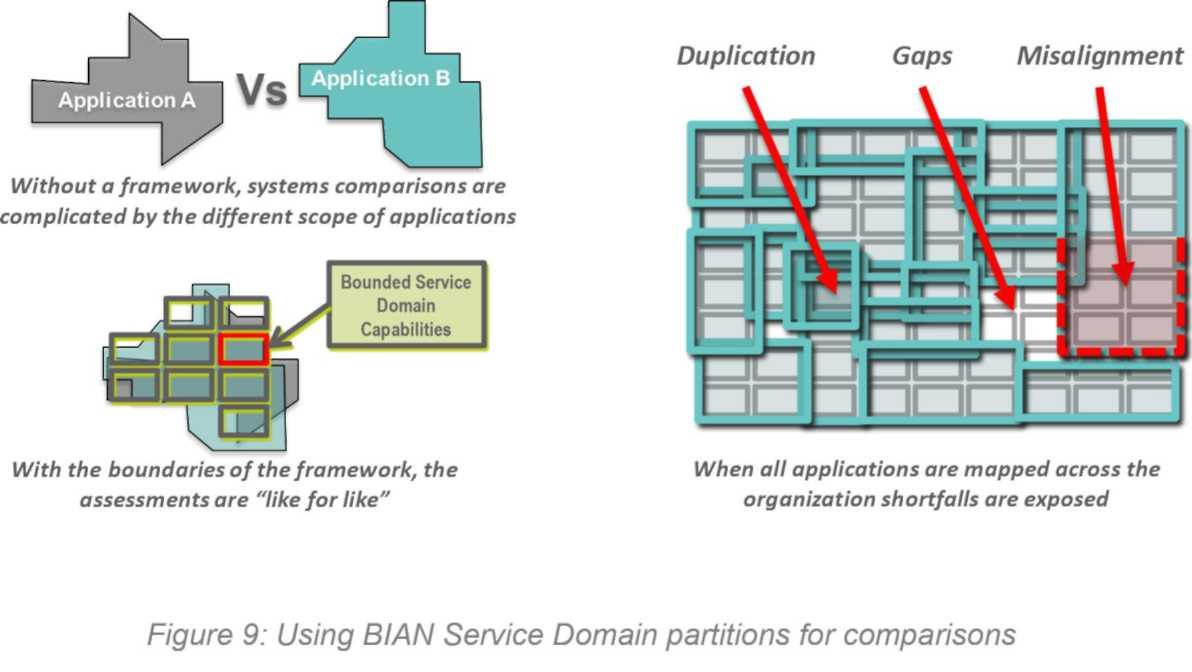 Application A
Vs
Application B
Without a framework, systems comparisons are
complicated by the different scope of applications
Bounded Service
Domain
Capabilities
With the boundaries of the framework, the
assessments are “like for like”
Duplication
Gaps
Misalignment
When all applications are mapped across the
organization shortfalls are exposed
Figure 9: Using BIAN Service Domain partitions for comparisons